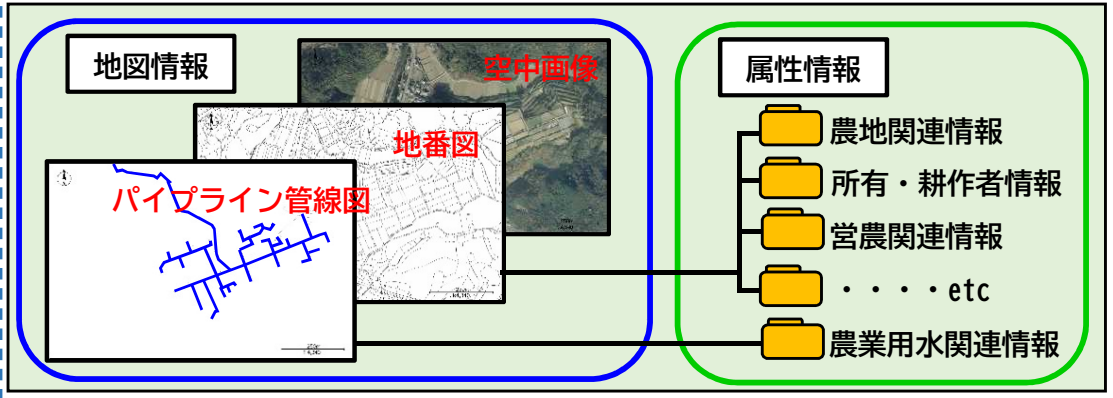 地図情報
空中画像
地番図
パイプライン管線図
属性情報
農地関連情報
所有・耕作者情報
営農関連情報
・・・・etc
農業用水関連情報